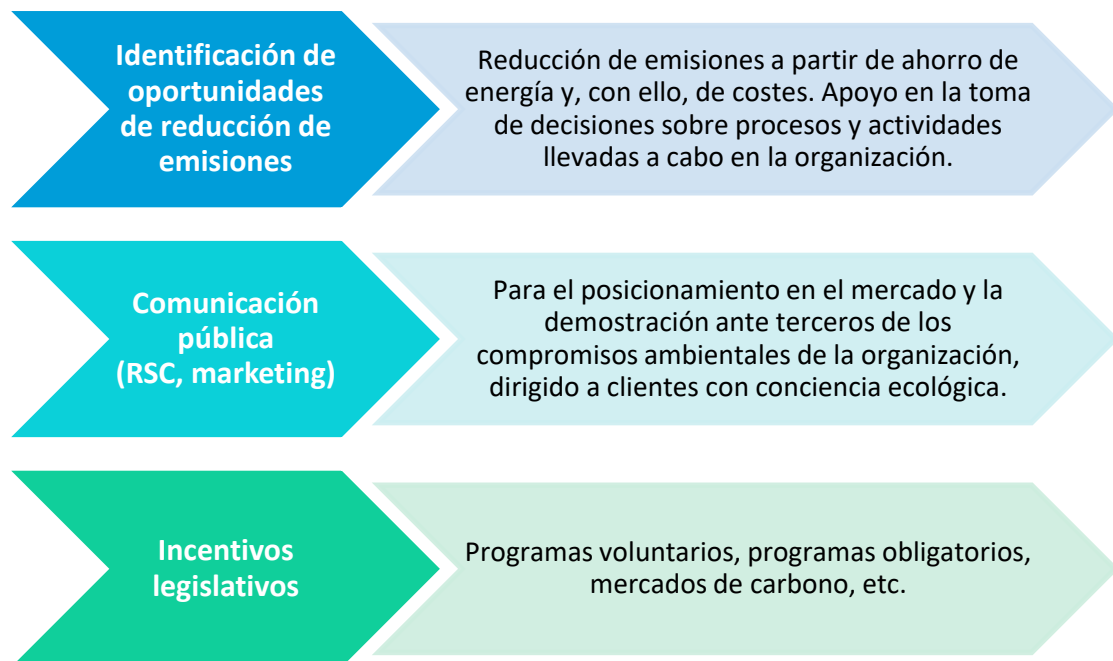 Identificación de
oportunidades
de reducción de
emisiones
Reducción de emisiones a partir de ahorro de
energía y, con ello, de costes. Apoyo en la toma
de decisiones sobre procesos y actividades
llevadas a cabo en la organización.
Comunicación
pública
(RSC, marketing)
Para el posicionamiento en el mercado y la
demostración ante terceros de los
compromisos ambientales de la organización,
dirigido a clientes con conciencia ecológica.
Incentivos
legislativos
Programas voluntarios, programas obligatorios,
mercados de carbono, etc.